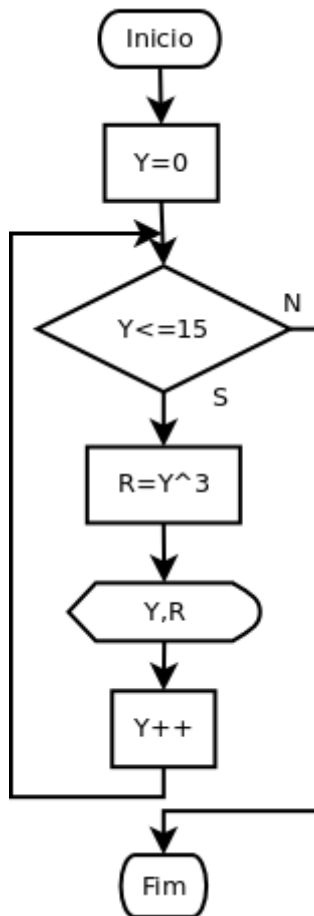 Inicio
Y=0
Y<=15
N
S
R=Y^3
Y,R
Y++
Fim